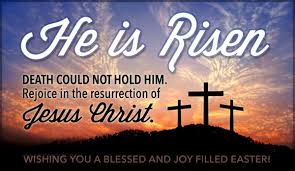 He is Risen
DEATH COULD NOT HOLD HIM.
Rejoice in the resurrection of
Jesus Christ.
WISHING YOU A BLESSED AND JOY FILLED EASTER!